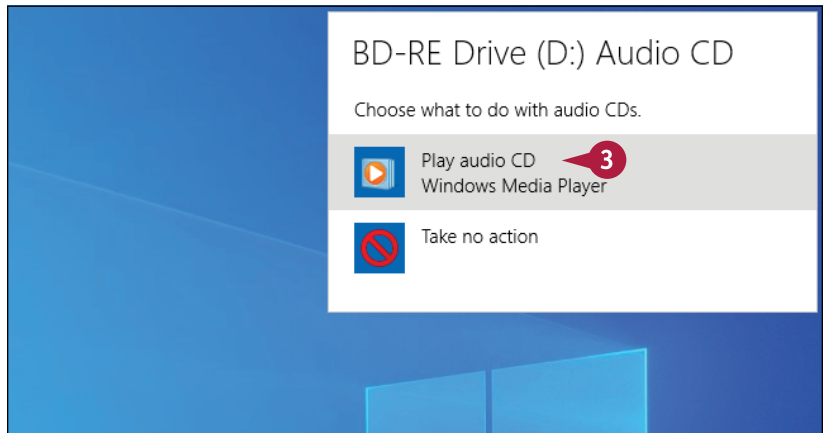 BD-RE Drive (D:) Audio CD
Choose what to do with audio CDs.
Play audio CD 3
Windows Media Player
Take no action